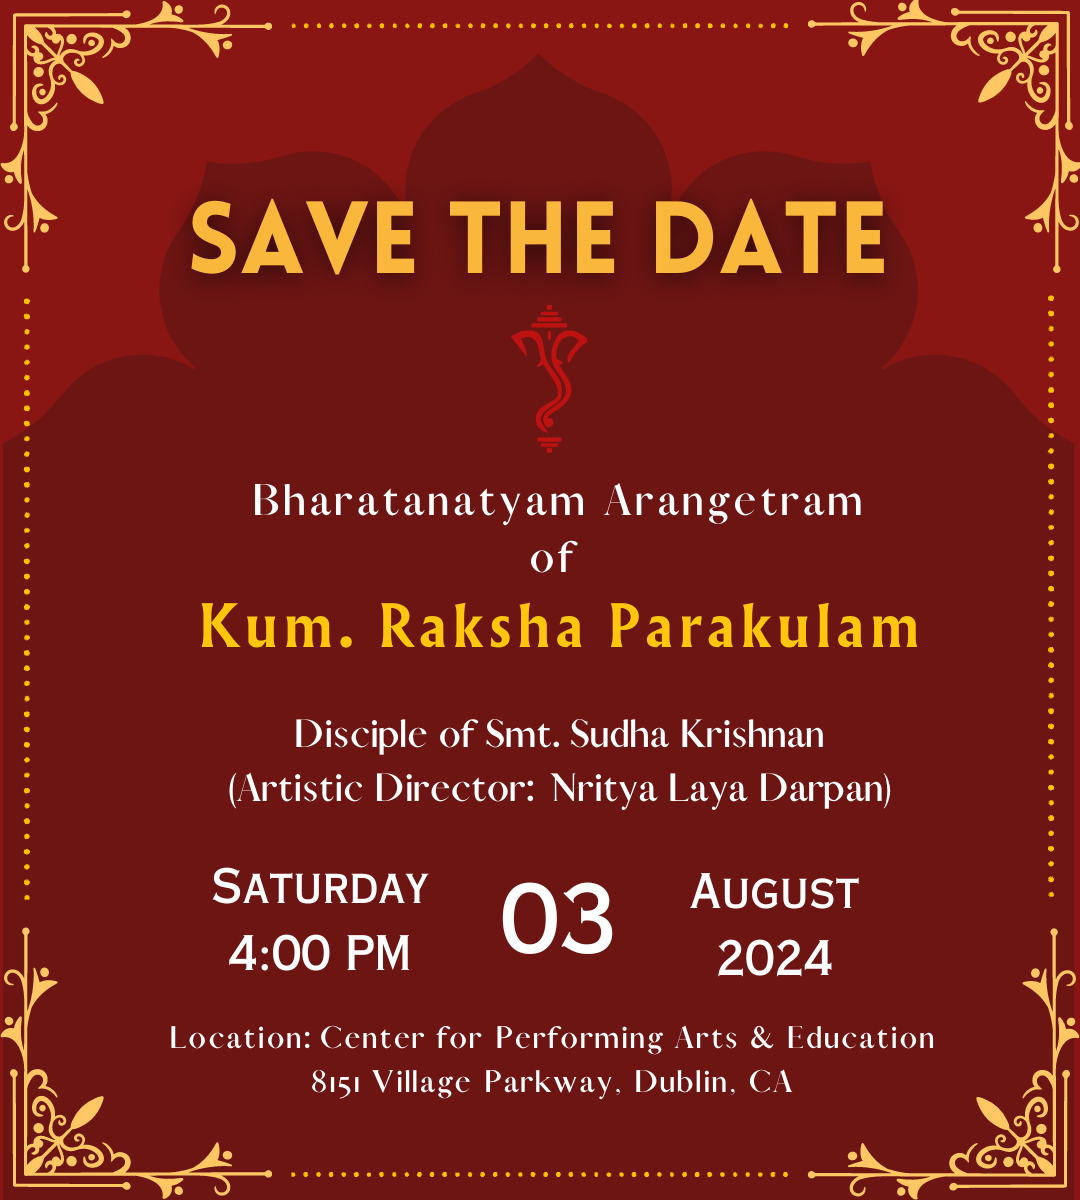 SAVE THE DATE
Bharatanatyam Arangetram
of
Kum. Raksha Parakulam
Disciple of Smt. Sudha Krishnan
(Artistic Director: Nritya Laya Darpan)
SATURDAY
4:00 PM
03
AUGUST
2024
Location: Center for Performing Arts & Education
8151 Village Parkway, Dublin, CA